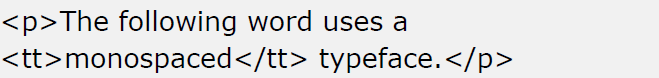 <p>The following word uses a
<tt>monospaced</tt> typeface.</p>